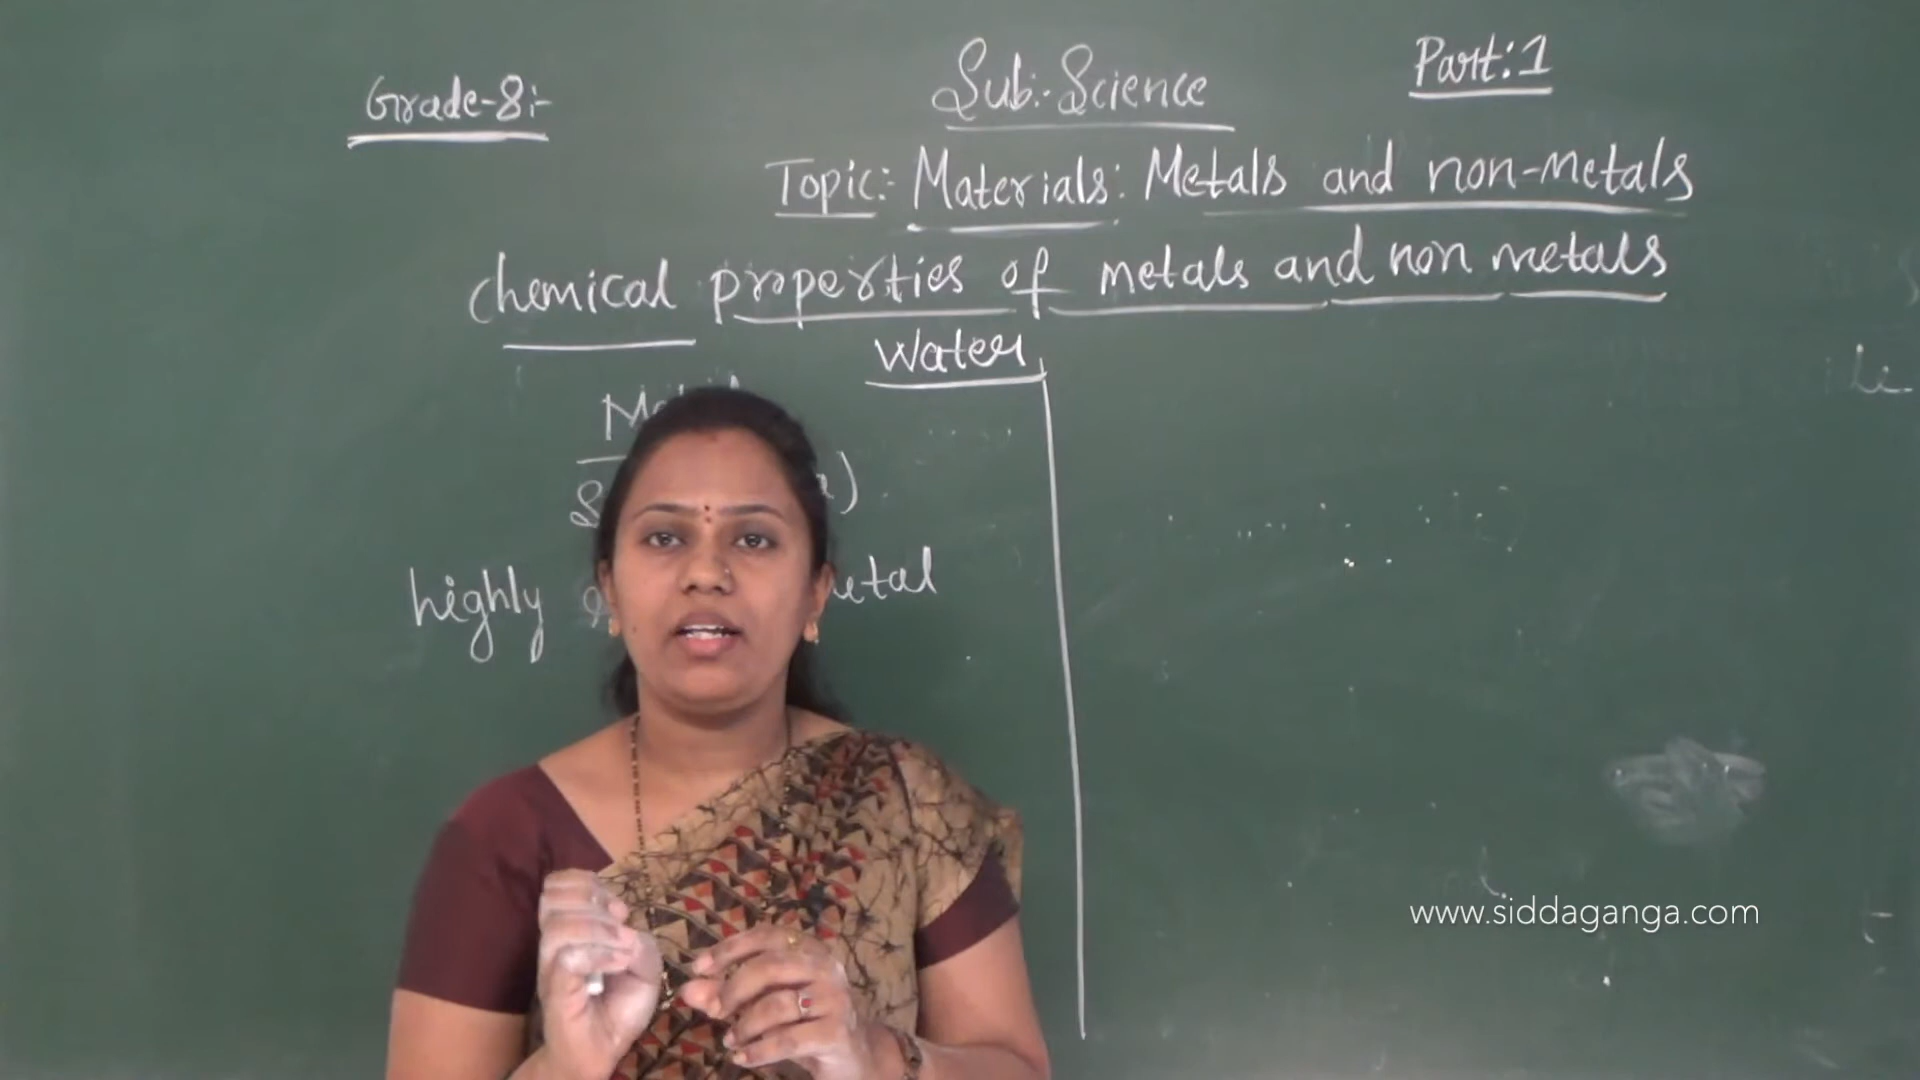 Grade-8:-
Sub:-Science
Part:1
Topic:- Materials: Metals and non-metals
chemical properties of metals and non metals
Water
highly
www.siddaganga.com